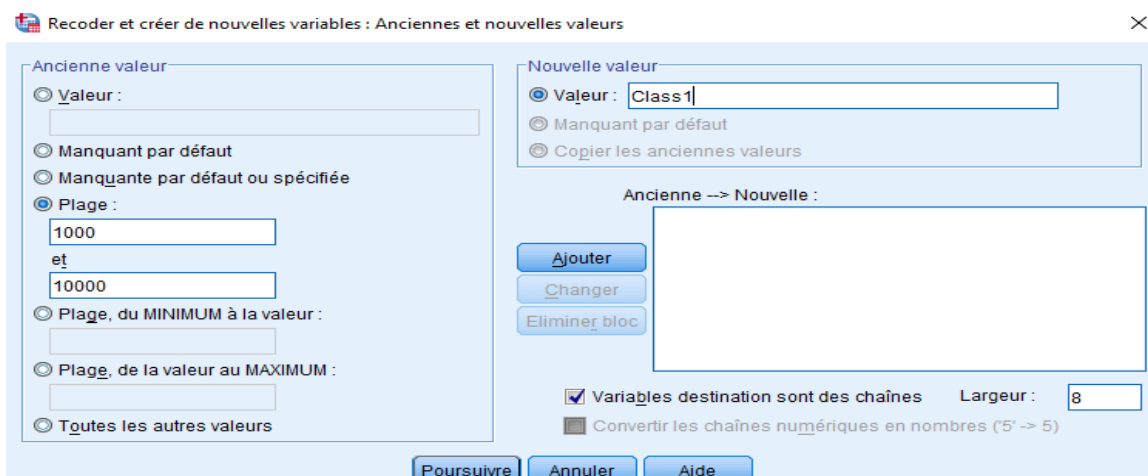 Recoder et créer de nouvelles variables : Anciennes et nouvelles valeurs
Ancienne valeur
Valeur :
Manquant par défaut
Manquante par défaut ou spécifiée
Plage :
1000
et
10000
Plage, du MINIMUM à la valeur :
Plage, de la valeur au MAXIMUM :
Toutes les autres valeurs
Nouvelle valeur
Valeur : Class1
Manquant par défaut
Copier les anciennes valeurs
Ancienne --> Nouvelle :
Ajouter
Changer
Eliminer bloc
Variables destination sont des chaînes Largeur : 8
Convertir les chaînes numériques en nombres ('5' -> 5)
Poursuivre Annuler Aide